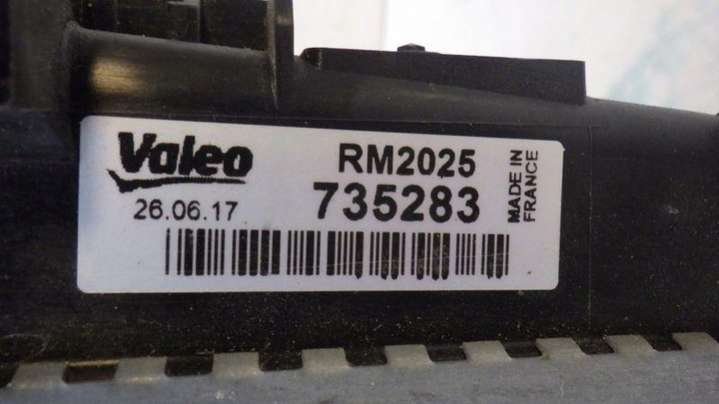 Valeo
RM2025
26.06.17
735283
MADE IN
FRANCE